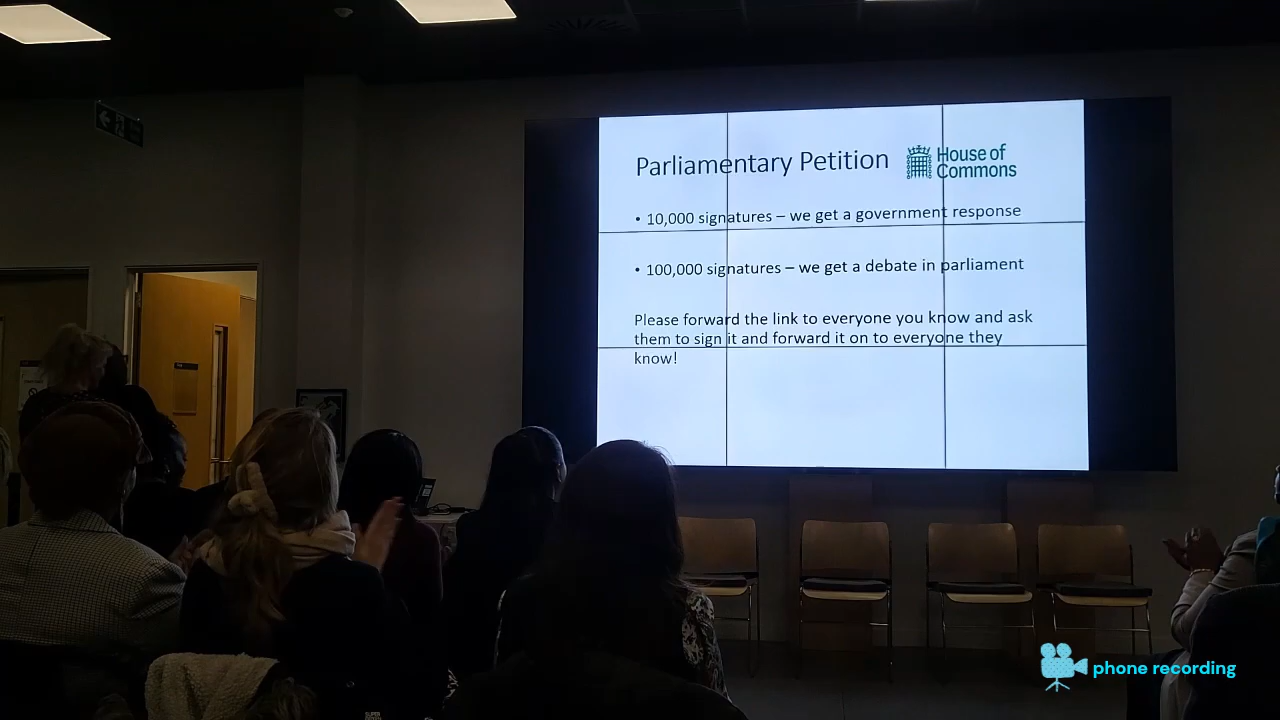 Parliamentary Petition
House of
Commons
• 10,000 signatures – we get a government response
• 100,000 signatures – we get a debate in parliament
Please forward the link to everyone you know and ask
them to sign it and forward it on to everyone they
know!
phone recording